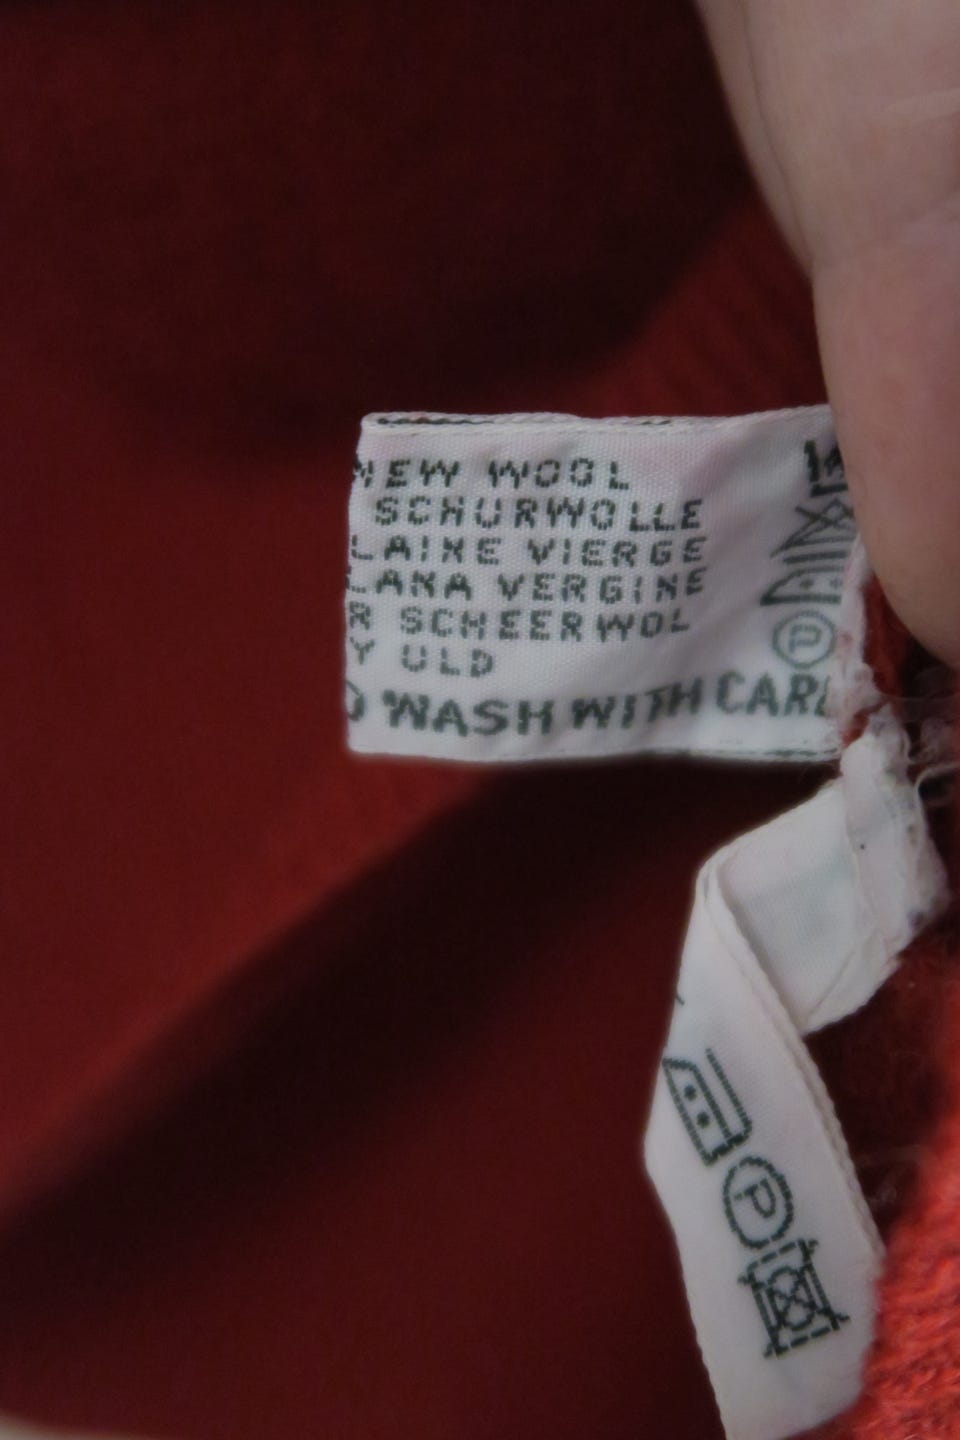 NEW WOOL
SCHURWOLLE
LAINE VIERGE
LANA VERGINE
R SCHEERWOL
Y ULD
WASH WITH CARE
P
P